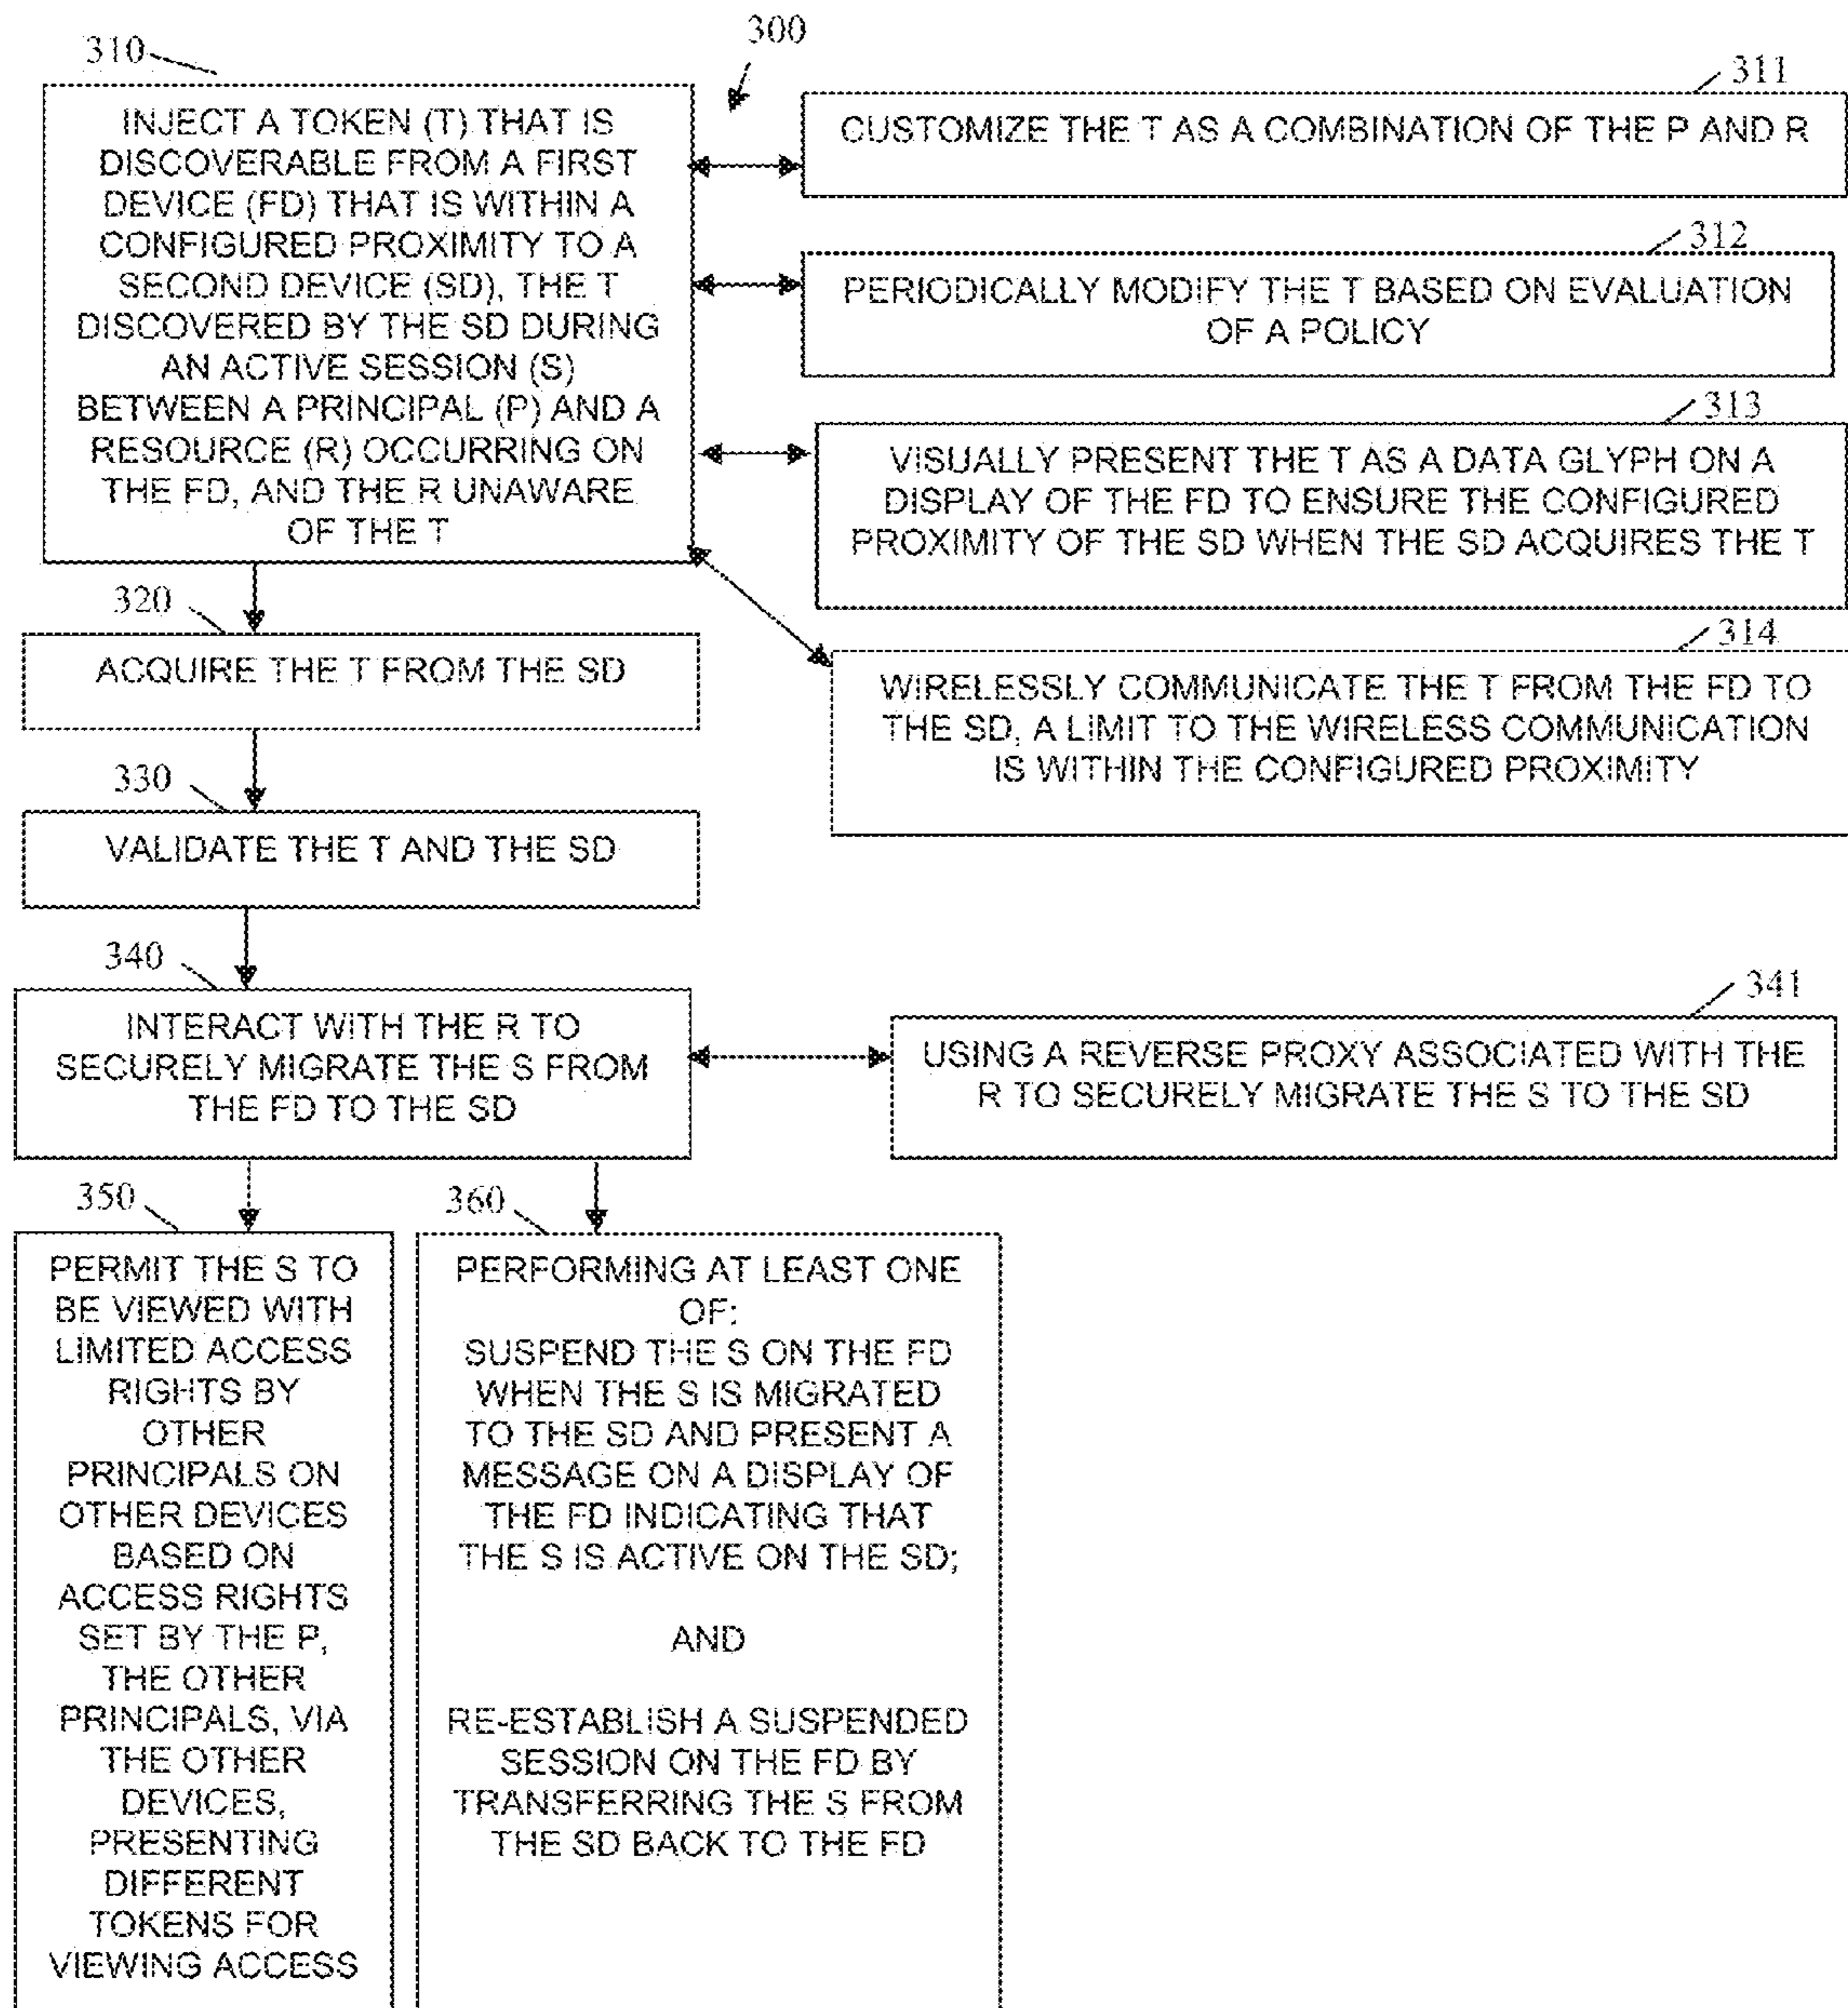 300
310
INJECT A TOKEN (T) THAT IS
DISCOVERABLE FROM A FIRST
DEVICE (FD) THAT IS WITHIN A
CONFIGURED PROXIMITY TO A
SECOND DEVICE (SD), THE T
DISCOVERED BY THE SD DURING
AN ACTIVE SESSION (S)
BETWEEN A PRINCIPAL (P) AND A
RESOURCE (R) OCCURRING ON
THE FD, AND THE R UNAWARE
OF THE T
311
CUSTOMIZE THE T AS A COMBINATION OF THE P AND R
312
PERIODICALLY MODIFY THE T BASED ON EVALUATION
OF A POLICY
313
VISUALLY PRESENT THE T AS A DATA GLYPH ON A
DISPLAY OF THE FD TO ENSURE THE CONFIGURED
PROXIMITY OF THE SD WHEN THE SD ACQUIRES THE T
314
WIRELESSLY COMMUNICATE THE T FROM THE FD TO
THE SD, A LIMIT TO THE WIRELESS COMMUNICATION
IS WITHIN THE CONFIGURED PROXIMITY
320
ACQUIRE THE T FROM THE SD
330
VALIDATE THE T AND THE SD
340
INTERACT WITH THE R TO
SECURELY MIGRATE THE S FROM
THE FD TO THE SD
341
USING A REVERSE PROXY ASSOCIATED WITH THE
R TO SECURELY MIGRATE THE S TO THE SD
350
PERMIT THE S TO
BE VIEWED WITH
LIMITED ACCESS
RIGHTS BY
OTHER
PRINCIPALS ON
OTHER DEVICES
BASED ON
ACCESS RIGHTS
SET BY THE P,
THE OTHER
PRINCIPALS, VIA
THE OTHER
DEVICES,
PRESENTING
DIFFERENT
TOKENS FOR
VIEWING ACCESS
360
PERFORMING AT LEAST ONE
OF:
SUSPEND THE S ON THE FD
WHEN THE S IS MIGRATED
TO THE SD AND PRESENT A
MESSAGE ON A DISPLAY OF
THE FD INDICATING THAT
THE S IS ACTIVE ON THE SD;
AND
RE-ESTABLISH A SUSPENDED
SESSION ON THE FD BY
TRANSFERRING THE S FROM
THE SD BACK TO THE FD